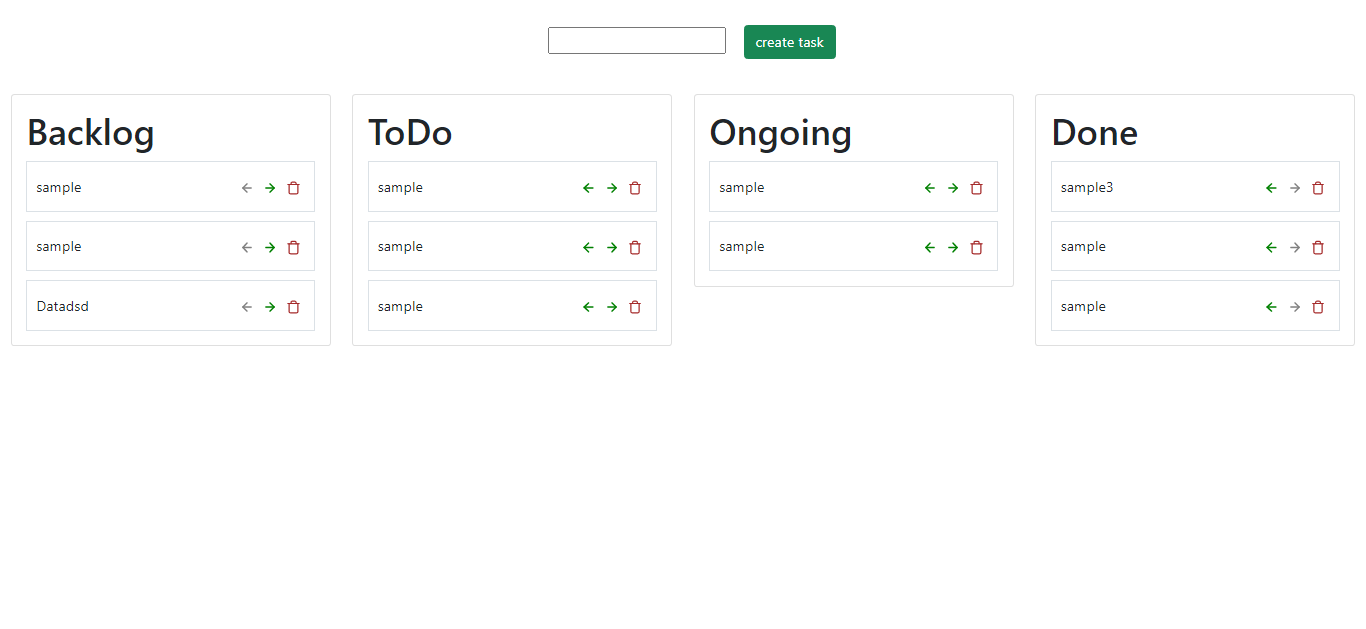 create task
Backlog
sample
sample
Datadsd
ToDo
sample
sample
sample
Ongoing
sample
sample
Done
sample3
sample
sample